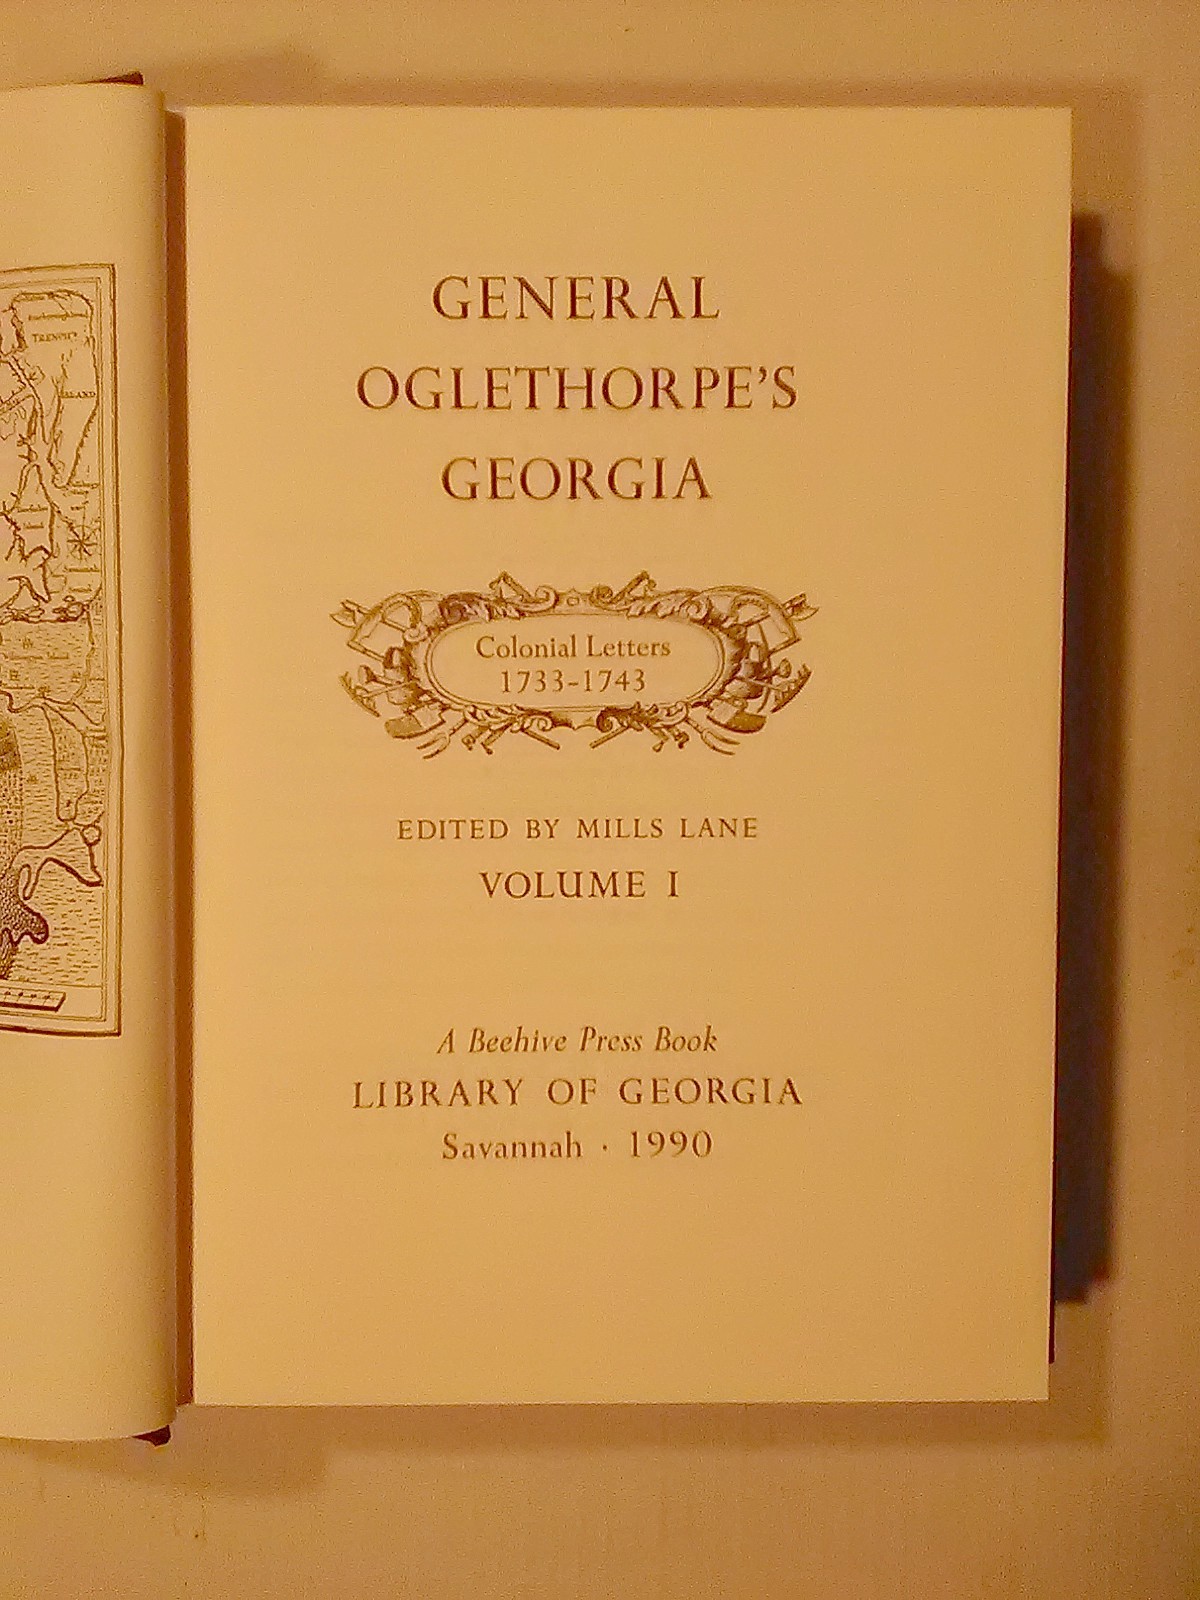 GENERAL
OGLETHORPE'S
GEORGIA
Colonial Letters
1733-1743
EDITED BY MILLS LANE
VOLUME I
A Beehive Press Book
LIBRARY OF GEORGIA
Savannah · 1990